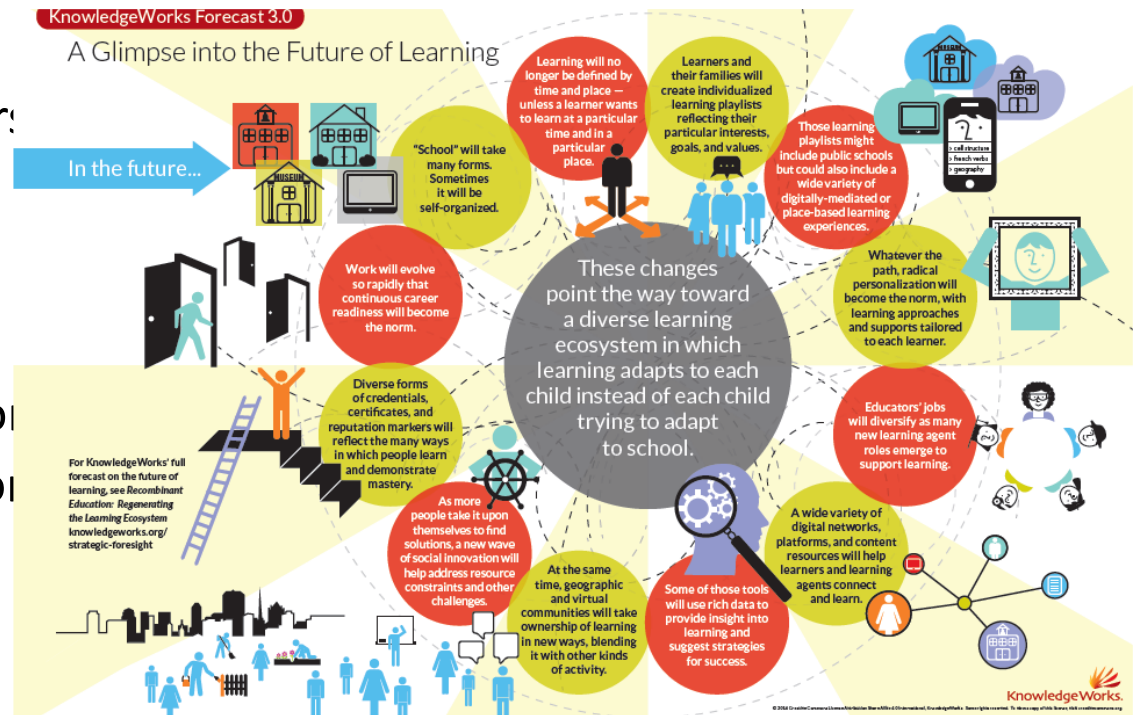 KnowledgeWorks Forecast 3.0
A Glimpse into the Future of Learning
In the future...
MUSEUM
"School" will take
many forms.
Sometimes
it will be
self-organized.
Learning will no
longer be defined by
time and place —
unless a learner wants
to learn at a particular
time and in a
particular
place.
Learners and
their families will
create individualized
learning playlists
reflecting their
particular interests,
goals, and values.
Those learning
playlists might
include public schools
but could also include a
wide variety of
digitally-mediated or
place-based learning
experiences.
MUSEUM
> cell structure
> french verbs
> geography
Whatever the
path, radical
personalization will
become the norm, with
learning approaches
and supports tailored
to each learner.
Educators' jobs
will diversify as many
new learning agent
roles emerge to
support learning.
A wide variety of
digital networks,
platforms, and content
resources will help
learners and learning
agents connect
and learn.
Some of those tools
will use rich data to
provide insight into
learning and
suggest strategies
for success.
At the same
time, geographic
and virtual
communities will take
ownership of learning
in new ways, blending
it with other kinds
of activity.
As more
people take it upon
themselves to find
solutions, a new wave
of social innovation will
help address resource
constraints and other
challenges.
Diverse forms
of credentials,
certificates, and
reputation markers will
reflect the many ways
in which people learn
and demonstrate
mastery.
Work will evolve
so rapidly that
continuous career
readiness will become
the norm.
These changes
point the way toward
a diverse learning
ecosystem in which
learning adapts to each
child instead of each child
trying to adapt
to school.
For KnowledgeWorks' full
forecast on the future of
learning, see Recombinant
Education: Regenerating
the Learning Ecosystem
knowledgeworks.org/
strategic-foresight
KnowledgeWorks.